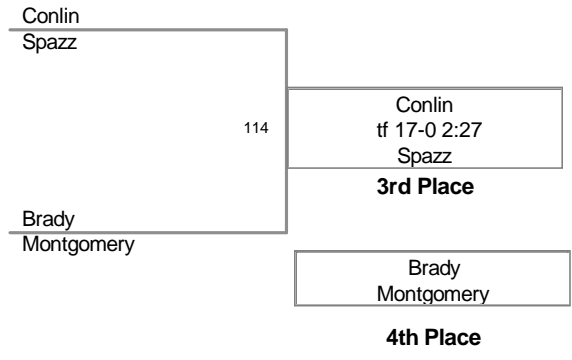 Conlin
Spazz
114
Conlin
tf 17-0 2:27
Spazz
3rd Place
Brady
Montgomery
Brady
Montgomery
4th Place